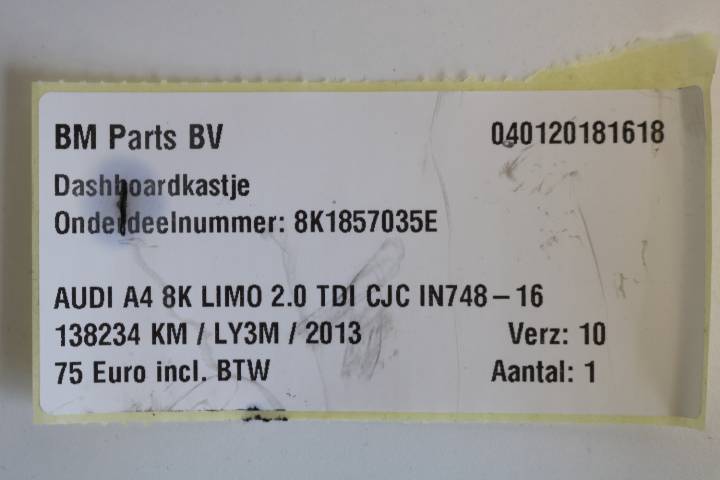 BM Parts BV 040120181618
Dashboardkastje
Onderdeelnummer: 8K1857035E
AUDI A4 8K LIMO 2.0 TDI CJC IN748-16
138234 KM / LY3M / 2013 Verz: 10
75 Euro incl. BTW Aantal: 1